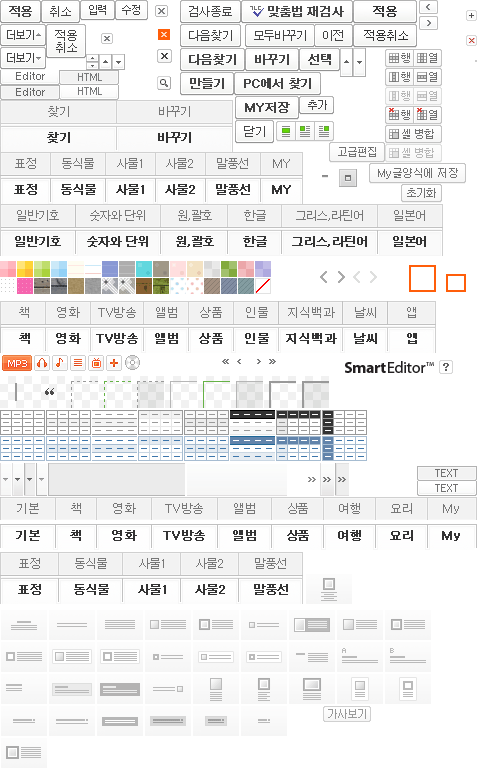 적용 취소 입력 수정 검사종료 맞춤법 재검사 적용
더보기 적용 취소 다음찾기 모두바꾸기 이전 적용취소
더보기 다음찾기 바꾸기 선택 행 열
Editor HTML 만들기 PC에서 찾기 행 열
Editor HTML MY저장 추가 행 열
찾기 바꾸기 닫기 셀 병합
찾기 바꾸기 고급편집 셀 병합
표정 동식물 사물1 사물2 말풍선 MY My글양식에 저장
표정 동식물 사물1 사물2 말풍선 MY 초기화
일반기호 숫자와 단위 원,괄호 한글 그리스,라틴어 일본어
일반기호 숫자와 단위 원,괄호 한글 그리스,라틴어 일본어
책 영화 TV방송 앨범 상품 인물 지식백과 날씨 앱
책 영화 TV방송 앨범 상품 인물 지식백과 날씨 앱
MP3 SmartEditor™ ?
TEXT
TEXT
기본 책 영화 TV방송 앨범 상품 여행 요리 My
기본 책 영화 TV방송 앨범 상품 여행 요리 My
표정 동식물 사물1 사물2 말풍선
표정 동식물 사물1 사물2 말풍선
A B
가사보기